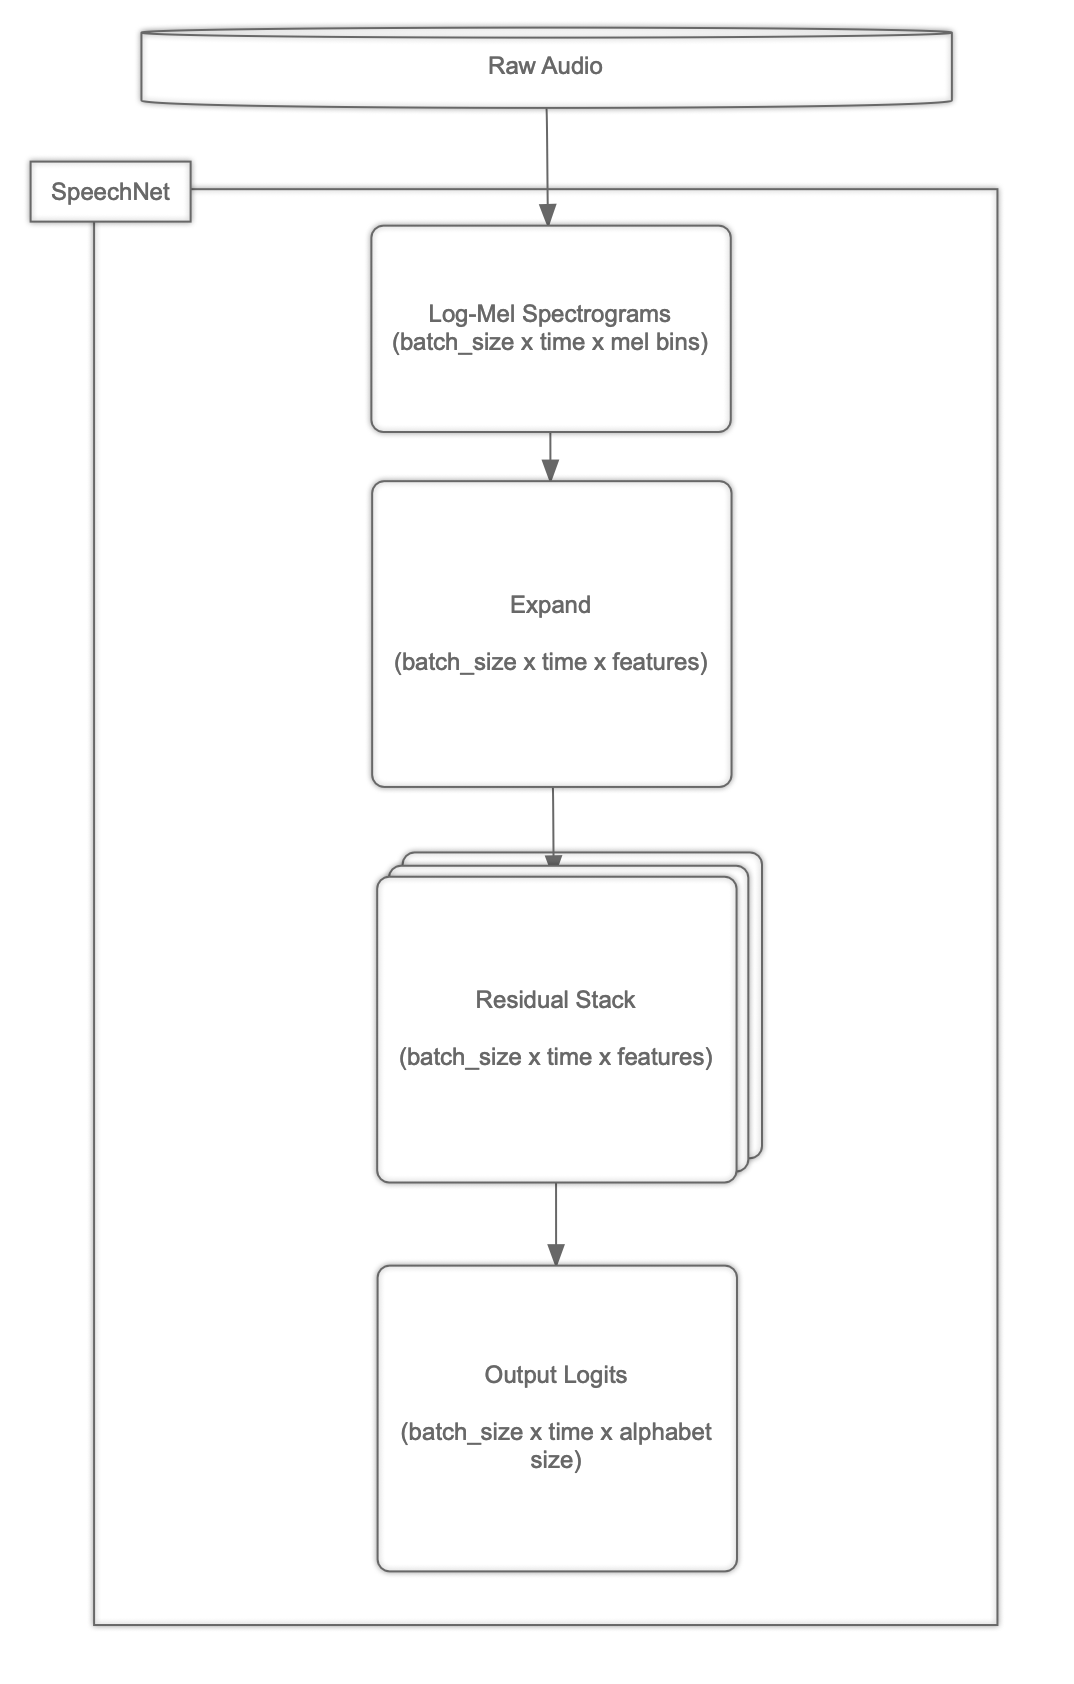 Raw Audio
SpeechNet
Log-Mel Spectrograms
(batch_size x time x mel bins)
Expand
(batch_size x time x features)
Residual Stack
(batch_size x time x features)
Output Logits
(batch_size x time x alphabet
size)